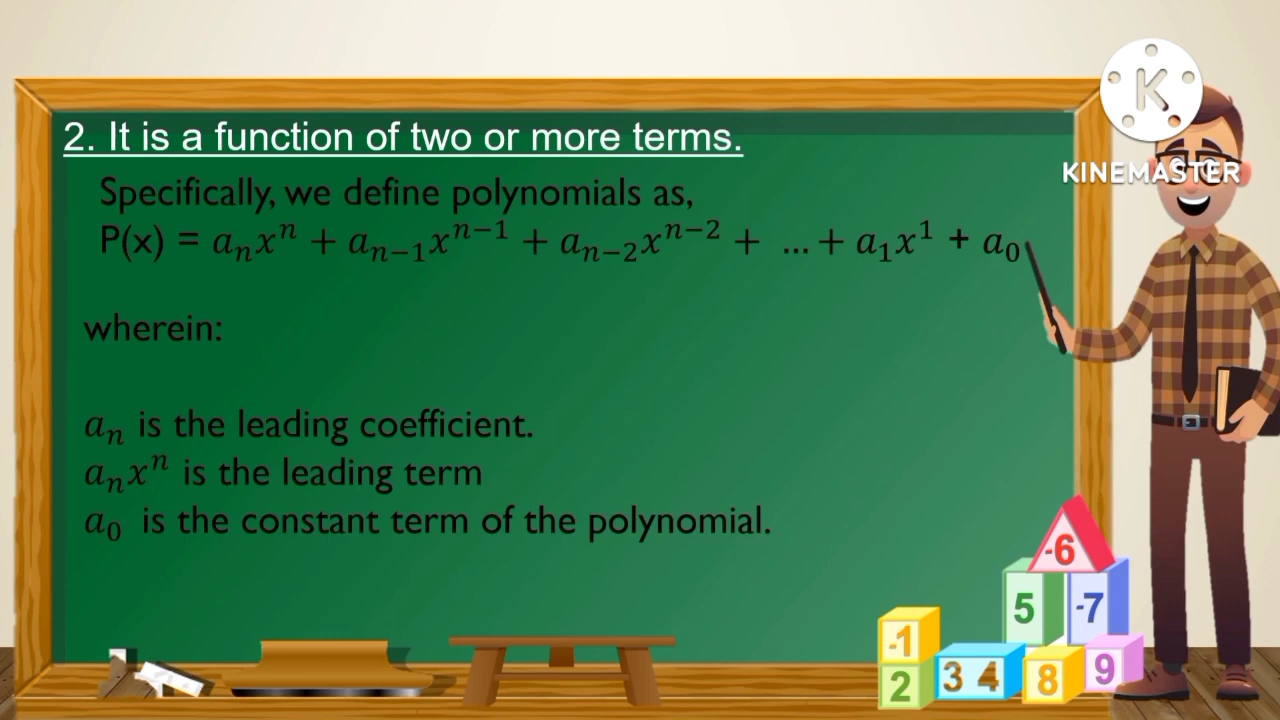 2. It is a function of two or more terms.
Specifically, we define polynomials as,
P(x) = aₙxⁿ + aₙ₋₁xⁿ⁻¹ + aₙ₋₂xⁿ⁻² + … + a₁x¹ + a₀
wherein:
aₙ is the leading coefficient.
aₙxⁿ is the leading term
a₀ is the constant term of the polynomial.
K
KINEMASTER
-6
5 -7
-1
2 3 4 8 9